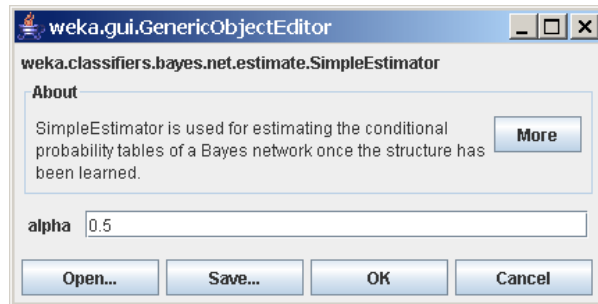 weka.gui.GenericObjectEditor
weka.classifiers.bayes.net.estimate.SimpleEstimator
About
SimpleEstimator is used for estimating the conditional
probability tables of a Bayes network once the structure has
been learned.
More
alpha 0.5
Open... Save... OK Cancel